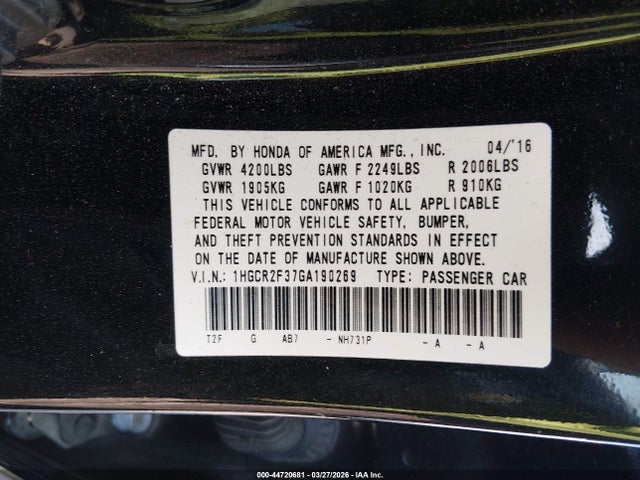 MFD. BY HONDA OF AMERICA MFG., INC. 04/'16
GVWR 4200LBS GAWR F 2249LBS R 2006LBS
GVWR 1905KG GAWR F 1020KG R 910KG
THIS VEHICLE CONFORMS TO ALL APPLICABLE
FEDERAL MOTOR VEHICLE SAFETY, BUMPER,
AND THEFT PREVENTION STANDARDS IN EFFECT
ON THE DATE OF MANUFACTURE SHOWN ABOVE.
V.I.N.: 1HGCR2F37GA190269 TYPE: PASSENGER CAR
T2F G AB7 - NH731P - A - A
000-44720681 | 03/27/2026 | IAA Inc.